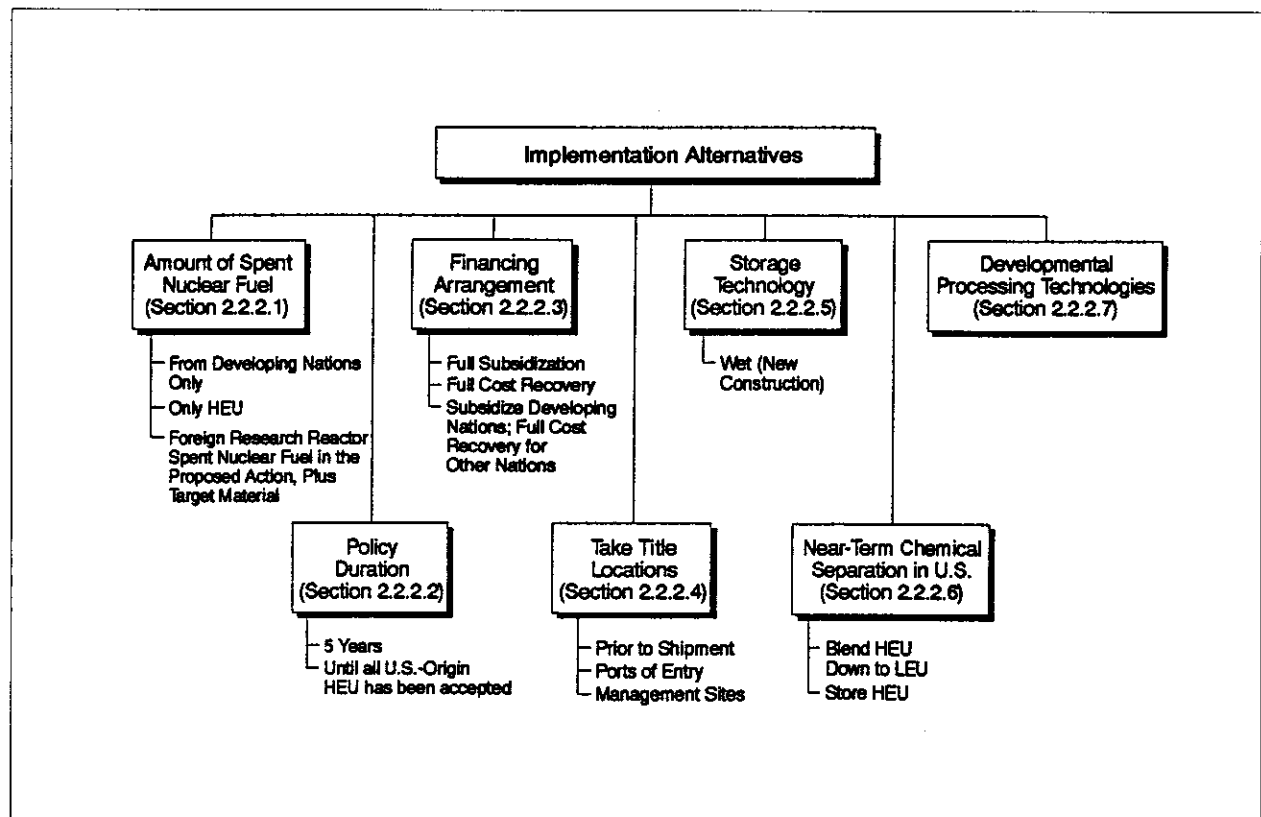 Implementation Alternatives
Amount of Spent
Nuclear Fuel
(Section 2.2.2.1)
From Developing Nations
Only
Only HEU
Foreign Research Reactor
Spent Nuclear Fuel in the
Proposed Action, Plus
Target Material
Financing
Arrangement
(Section 2.2.2.3)
Full Subsidization
Full Cost Recovery
Subsidize Developing
Nations; Full Cost
Recovery for
Other Nations
Storage
Technology
(Section 2.2.2.5)
Wet (New
Construction)
Developmental
Processing Technologies
(Section 2.2.2.7)
Policy
Duration
(Section 2.2.2.2)
5 Years
Until all U.S.-Origin
HEU has been accepted
Take Title
Locations
(Section 2.2.2.4)
Prior to Shipment
Ports of Entry
Management Sites
Near-Term Chemical
Separation in U.S.
(Section 2.2.2.6)
Blend HEU
Down to LEU
Store HEU